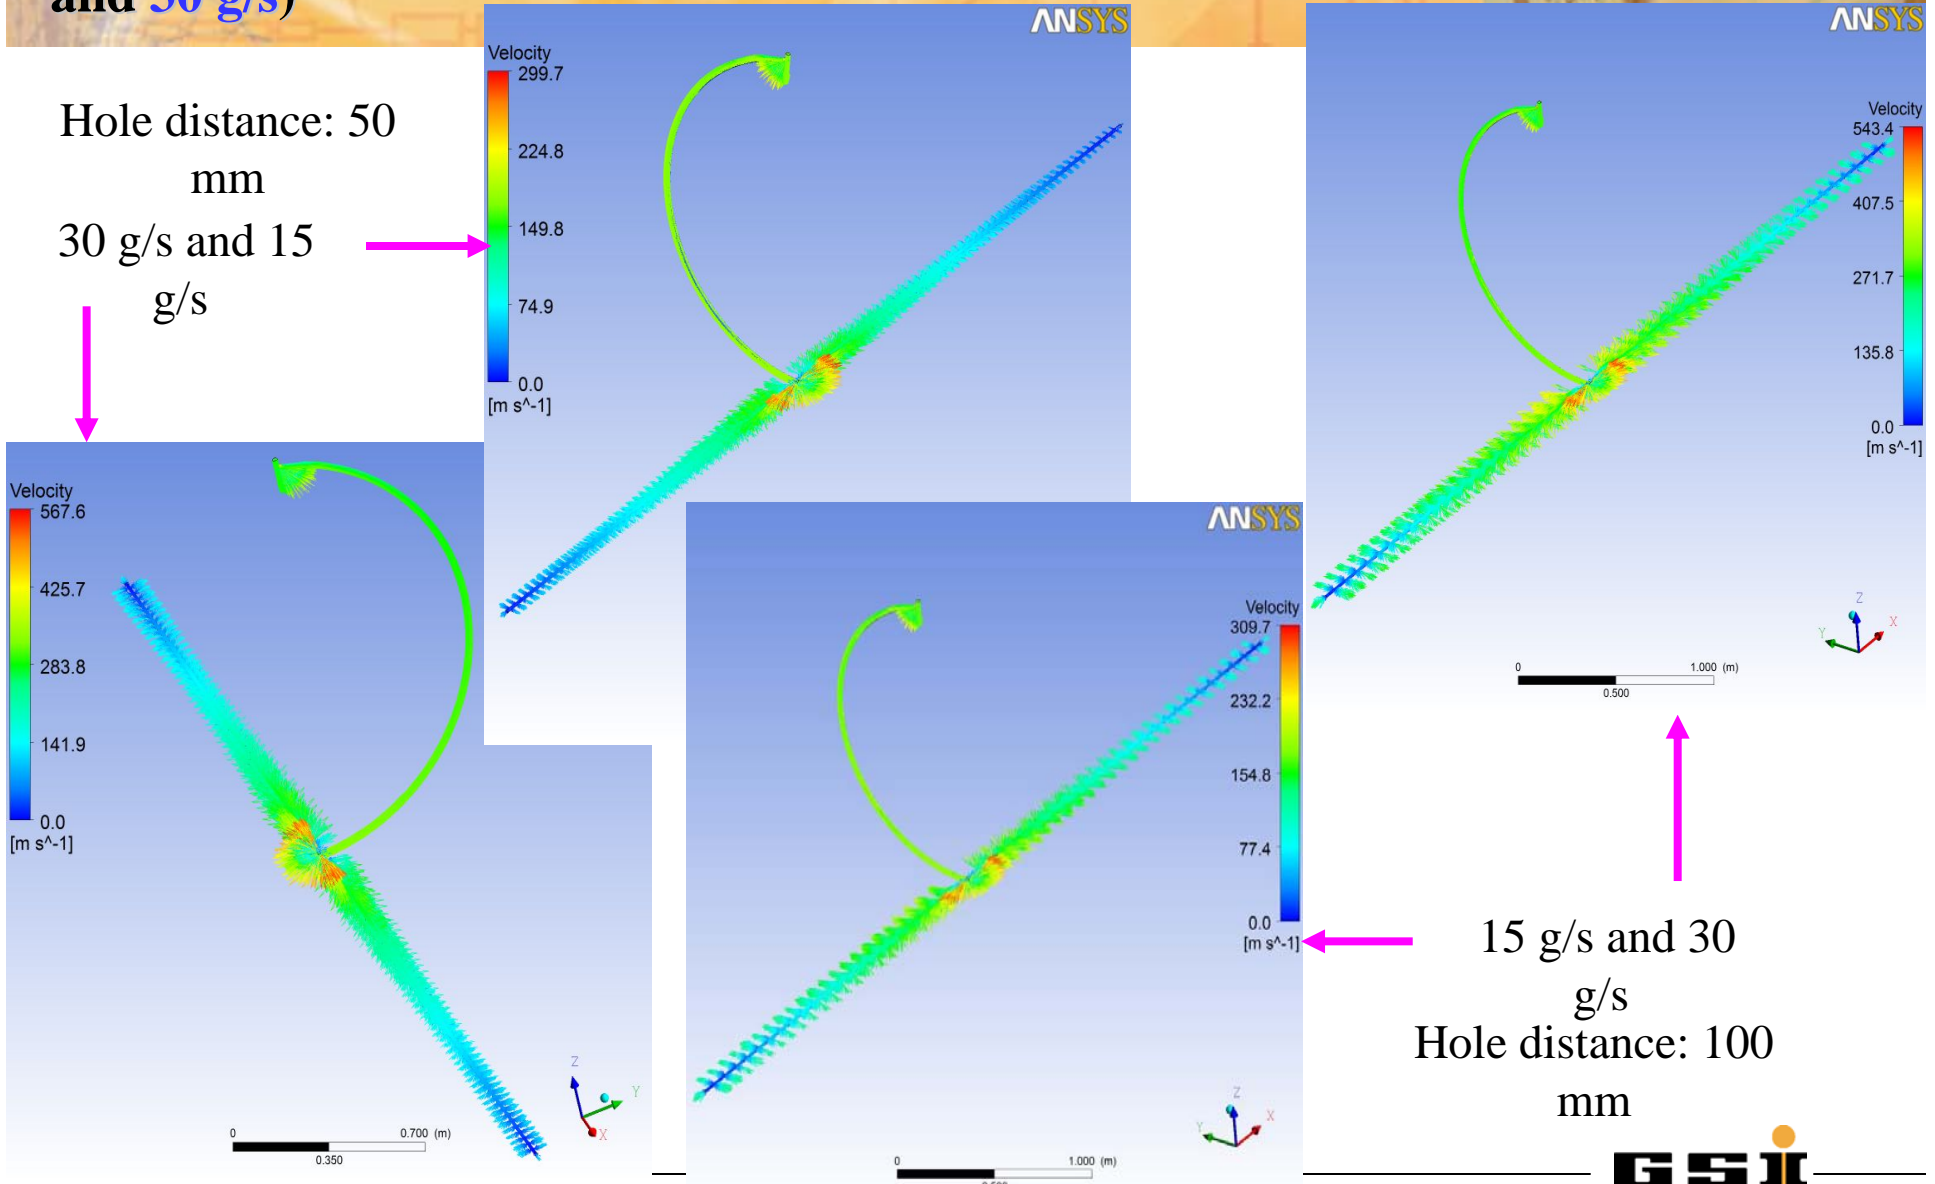 and 30 g/s)
Hole distance: 50
mm
30 g/s and 15
g/s
ANSYS
Velocity
299.7
224.8
149.8
74.9
0.0
[m s^-1]
ANSYS
Velocity
543.4
407.5
271.7
135.8
0.0
[m s^-1]
Z
Y
X
0
1.000 (m)
0.500
Velocity
567.6
425.7
283.8
141.9
0.0
[m s^-1]
Z
Y
X
0
0.700 (m)
0.350
ANSYS
Velocity
309.7
232.2
154.8
77.4
0.0
[m s^-1]
Z
Y
X
0
1.000 (m)
0.500
15 g/s and 30
g/s
Hole distance: 100
mm
GSI